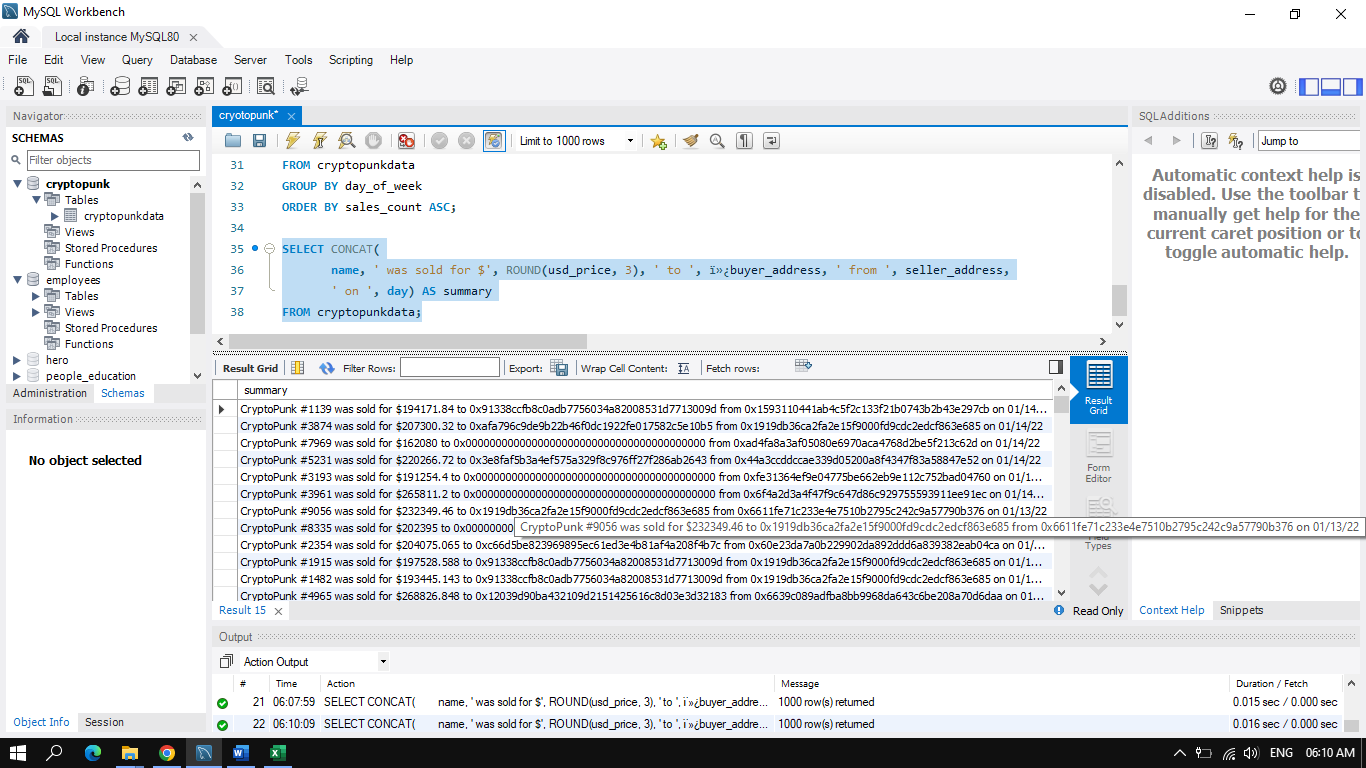 MySQL Workbench
Local instance MySQL80
File Edit View Query Database Server Tools Scripting Help
Navigator
SCHEMAS
Filter objects
cryptopunk
Tables
cryptopunkdata
Views
Stored Procedures
Functions
employees
Tables
Views
Stored Procedures
Functions
hero
people_education
Administration Schemas
Information
No object selected
Object Info Session
cryotopunk*
Limit to 1000 rows
31 FROM cryptopunkdata
32 GROUP BY day_of_week
33 ORDER BY sales_count ASC;
34
35 SELECT CONCAT(
36 name, ' was sold for $', ROUND(usd_price, 3), ' to ', ï»¿buyer_address, ' from ', seller_address,
37 ' on ', day) AS summary
38 FROM cryptopunkdata;
Result Grid Filter Rows: Export: Wrap Cell Content: Fetch rows:
summary
CryptoPunk #1139 was sold for $194171.84 to 0x91338ccfb8c0adb7756034a82008531d7713009d from 0x1593110441ab4c5f2c133f21b0743b2b43e297cb on 01/14...
CryptoPunk #3874 was sold for $207300.32 to 0xafa796c9de9b22b46f0dc1922fe017582c5e10b5 from 0x1919db36ca2fa2e15f9000fd9cdc2edcf863e685 on 01/14/22
CryptoPunk #7969 was sold for $162080 to 0x0000000000000000000000000000000000000000 from 0xad4fa8a3af05080e6970aca4768d2be5f213c62d on 01/14/22
CryptoPunk #5231 was sold for $220266.72 to 0x3e8faf5b3a4ef575a329f8c976ff27f286ab2643 from 0x44a3ccddccae339d05200a8f4347f83a58847e52 on 01/14/22
CryptoPunk #3193 was sold for $191254.4 to 0x0000000000000000000000000000000000000000 from 0xfe31364ef9e04775be662eb9e112c752bad04760 on 01/1...
CryptoPunk #3961 was sold for $265811.2 to 0x0000000000000000000000000000000000000000 from 0x6f4a2d3a4f47f9c647d86c929755593911ee91ec on 01/14...
CryptoPunk #9056 was sold for $232349.46 to 0x1919db36ca2fa2e15f9000fd9cdc2edcf863e685 from 0x6611fe71c233e4e7510b2795c242c9a57790b376 on 01/13/22
CryptoPunk #8335 was sold for $202395 to 0x00000000
CryptoPunk #9056 was sold for $232349.46 to 0x1919db36ca2fa2e15f9000fd9cdc2edcf863e685 from 0x6611fe71c233e4e7510b2795c242c9a57790b376 on 01/13/22
CryptoPunk #2354 was sold for $204075.065 to 0xc66d5be823969895ec61ed3e4b81af4a208f4b7c from 0x60e23da7a0b229902da892ddd6a839382eab04ca on 01/...
CryptoPunk #1915 was sold for $197528.588 to 0x91338ccfb8c0adb7756034a82008531d7713009d from 0x1919db36ca2fa2e15f9000fd9cdc2edcf863e685 on 01/1...
CryptoPunk #1482 was sold for $193445.143 to 0x91338ccfb8c0adb7756034a82008531d7713009d from 0x1919db36ca2fa2e15f9000fd9cdc2edcf863e685 on 01/1...
CryptoPunk #4965 was sold for $268826.848 to 0x12039d90ba432109d2151425616c8d03e3d32183 from 0x6639c089adfba8bb9968da643c6be208a70d6daa on 01...
Result
Grid
Form
Editor
Field
Types
Result 15
Read Only
SQLAdditions
Jump to
Automatic context help is
disabled. Use the toolbar t
manually get help for the
current caret position or to
toggle automatic help.
Context Help Snippets
Output
Action Output
# Time Action Message Duration / Fetch
21 06:07:59 SELECT CONCAT( name, ' was sold for $', ROUND(usd_price, 3), ' to ', ï»¿buyer_addre... 1000 row(s) returned 0.015 sec / 0.000 sec
22 06:10:09 SELECT CONCAT( name, ' was sold for $', ROUND(usd_price, 3), ' to ', ï»¿buyer_addre... 1000 row(s) returned 0.016 sec / 0.000 sec
ENG 06:10 AM